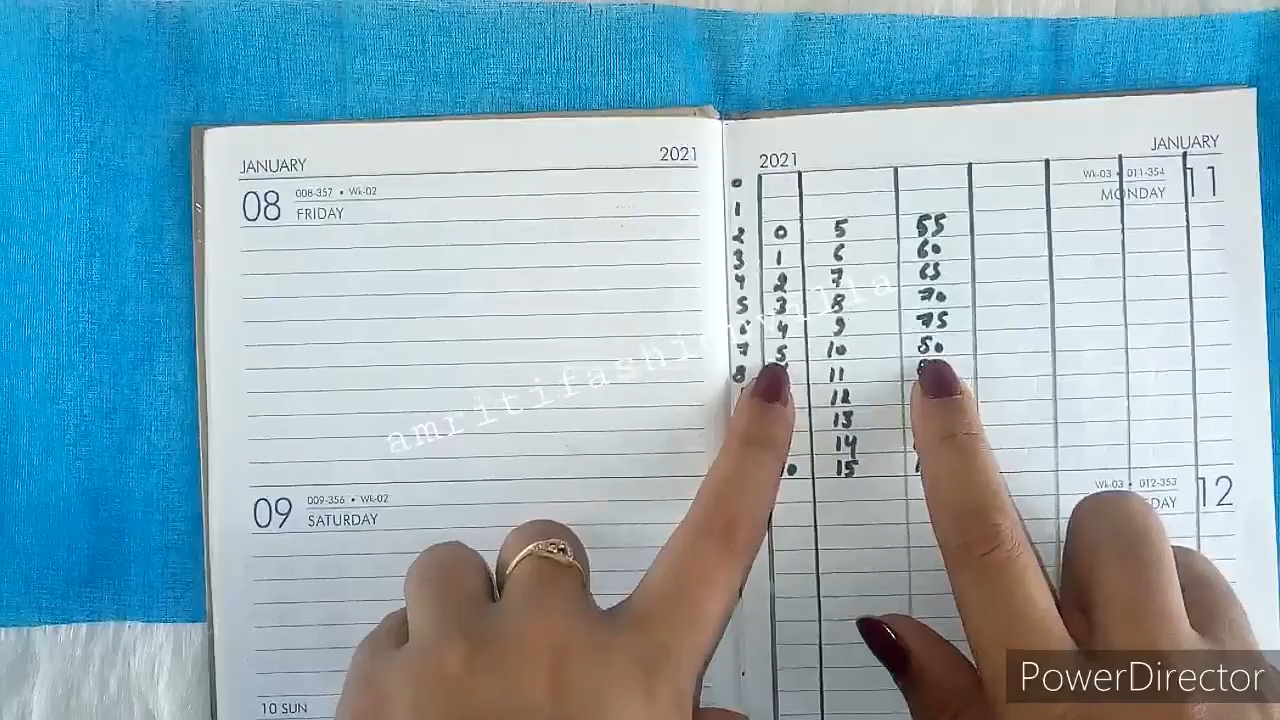 JANUARY 2021
08 008-357 • Wk-02
FRIDAY
09 009-356 • Wk-02
SATURDAY
10 SUN
2021 JANUARY
Wk-03 • 011-354 11
MONDAY
0
1
2 0 5 55
3 1 6 60
4 2 7 65
5 3 8 70
6 4 9 75
7 5 10 80
8 11
12
13
14
15
Wk-03 • 012-353 12
amritifashionvilla
PowerDirector